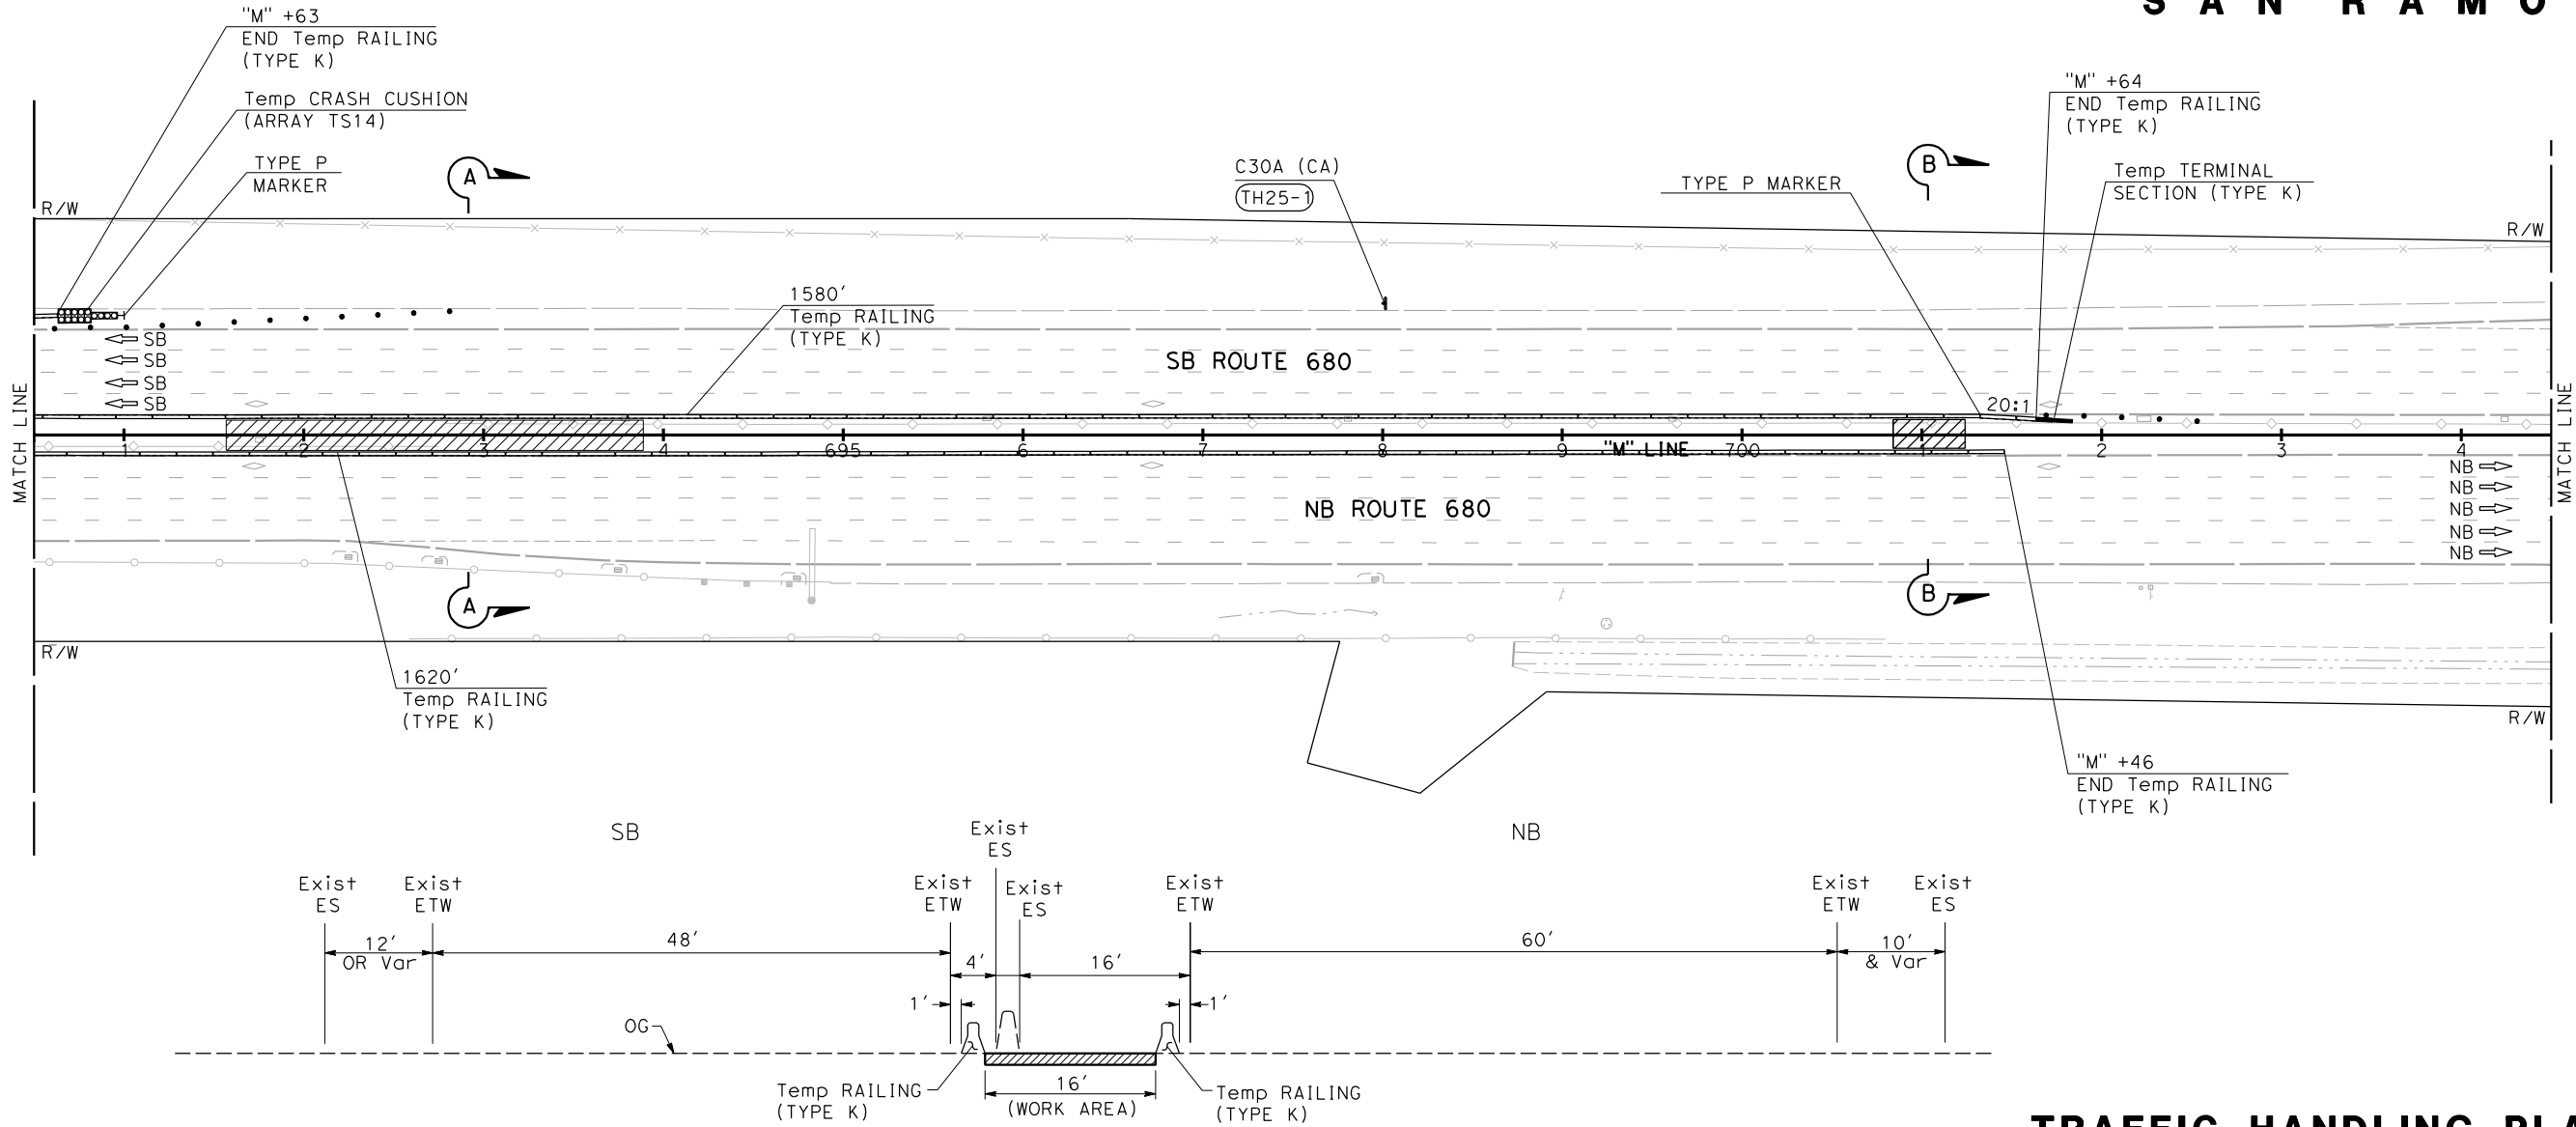 S A N R A M O
"M" +63
END Temp RAILING
(TYPE K)
Temp CRASH CUSHION
(ARRAY TS14)
TYPE P
MARKER
A
C30A (CA)
TH25-1
TYPE P MARKER
B
"M" +64
END Temp RAILING
(TYPE K)
Temp TERMINAL
SECTION (TYPE K)
R/W
R/W
1580'
Temp RAILING
(TYPE K)
SB
SB
SB
SB
SB ROUTE 680
20:1
MATCH LINE
MATCH LINE
1 2 3 4 695 6 7 8 9 "M" LINE 700 1 2 3 4
NB ROUTE 680
NB
NB
NB
NB
NB
A
B
R/W
R/W
1620'
Temp RAILING
(TYPE K)
"M" +46
END Temp RAILING
(TYPE K)
SB
NB
Exist
ES
Exist
ETW
Exist
ETW
Exist
ES
Exist
ES
Exist
ETW
Exist
ETW
Exist
ES
12'
OR Var
48'
4'
16'
60'
10'
& Var
1'
1'
OG
Temp RAILING
(TYPE K)
16'
(WORK AREA)
Temp RAILING
(TYPE K)
TRAFFIC HANDLING PLA